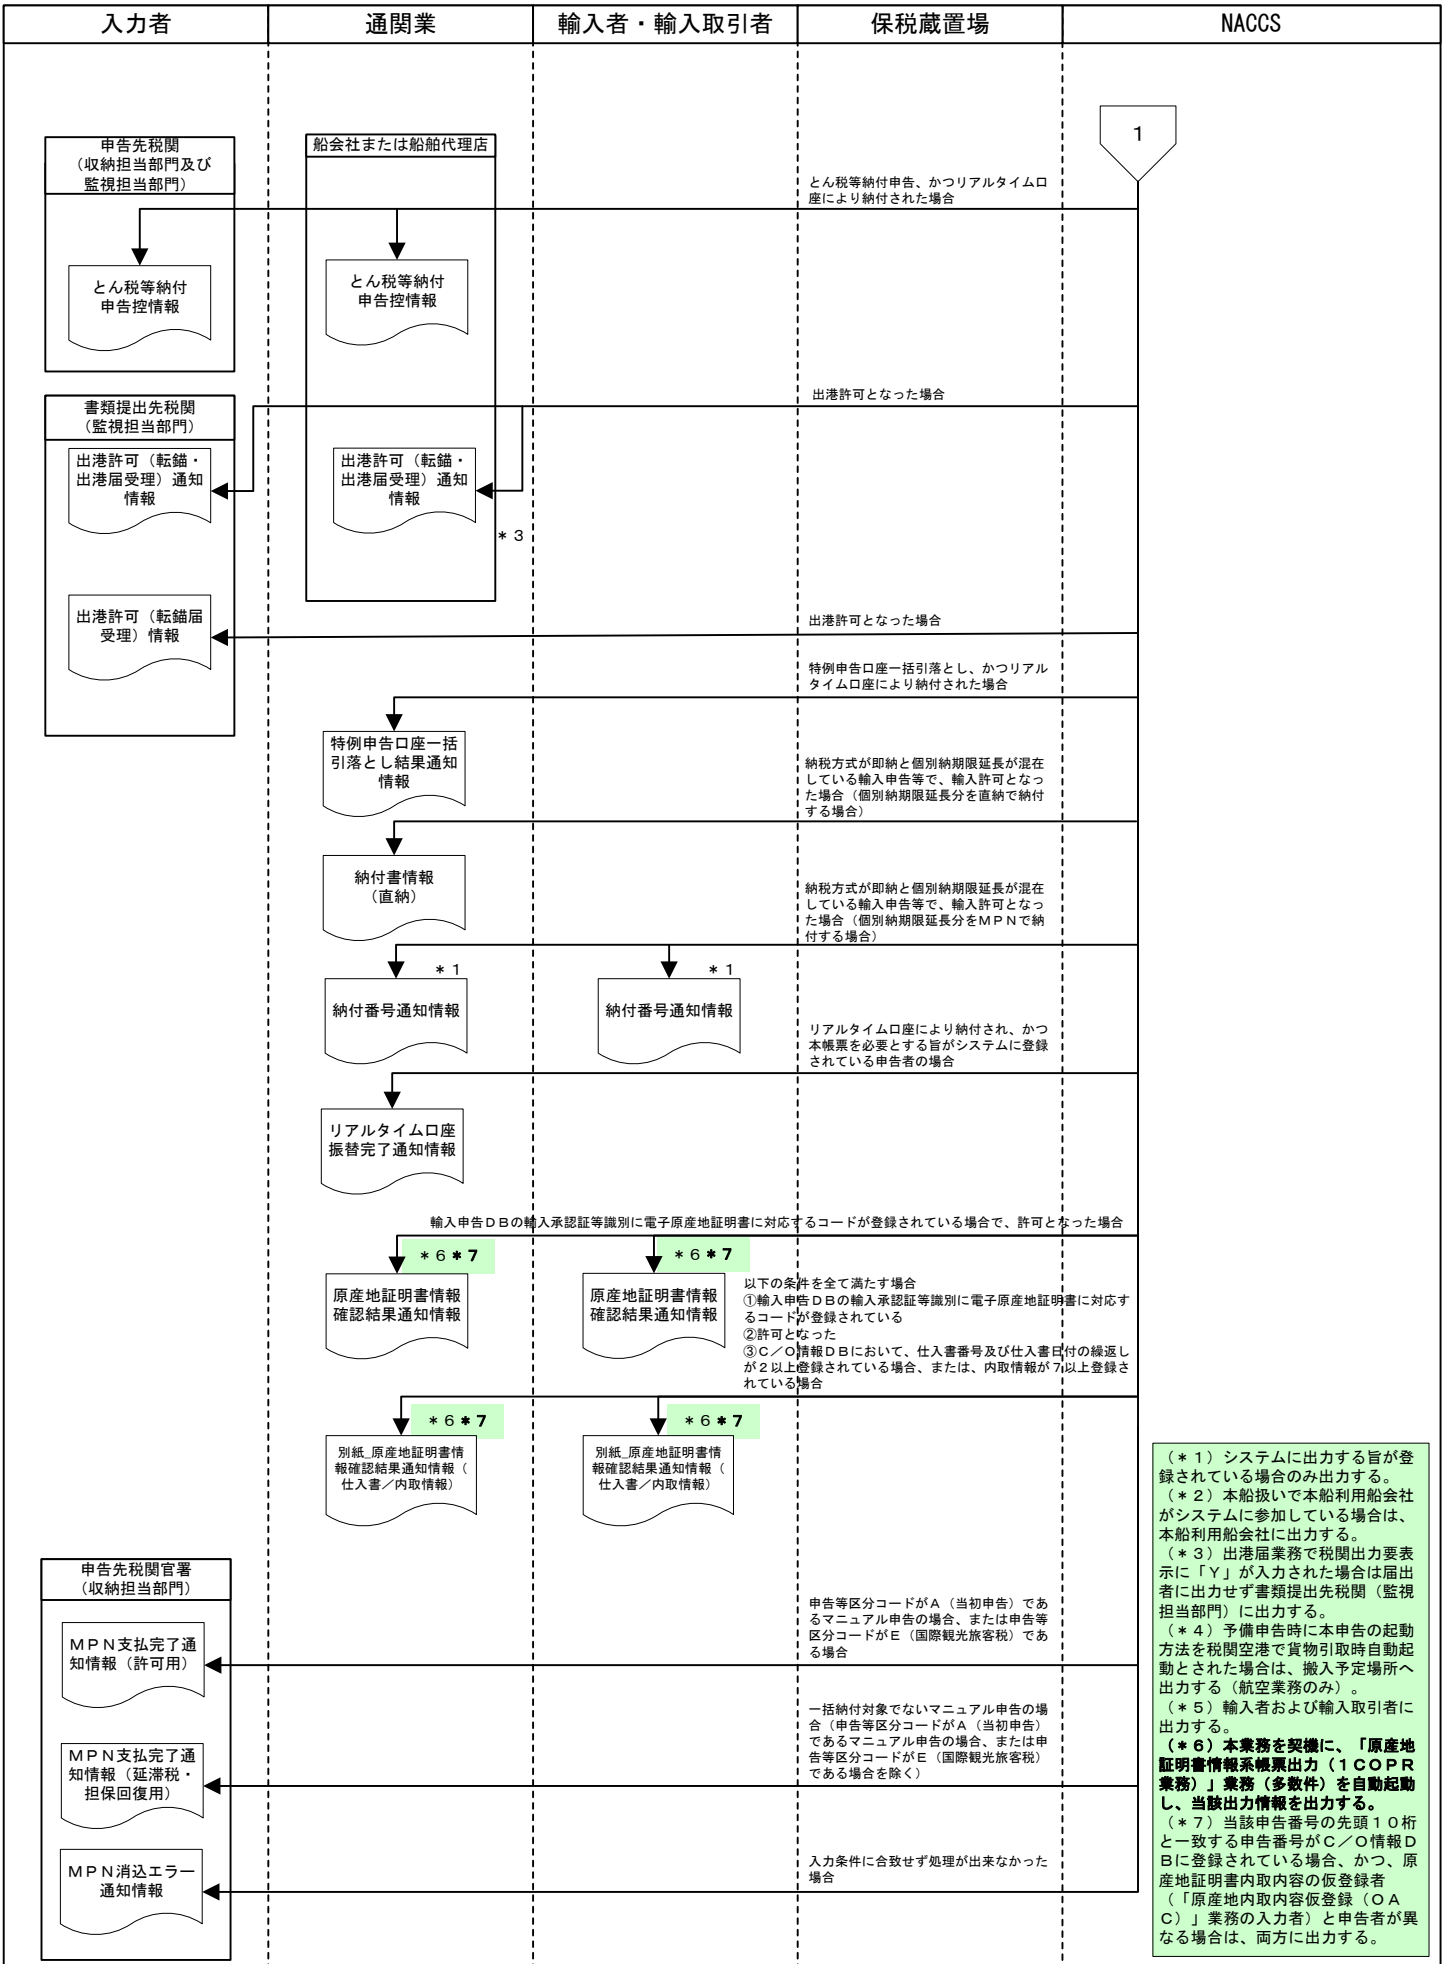 入力者
通関業
輸入者・輸入取引者
保税蔵置場
NACCS
1
申告先税関
（収納担当部門及び
監視担当部門）
船会社または船舶代理店
とん税等納付申告、かつリアルタイム口
座により納付された場合
とん税等納付
申告控情報
とん税等納付
申告控情報
出港許可となった場合
書類提出先税関
（監視担当部門）
出港許可（転錨・
出港届受理）通知
情報
出港許可（転錨・
出港届受理）通知
情報
＊３
出港許可（転錨届
受理）情報
出港許可となった場合
特例申告口座一括引落とし、かつリアル
タイム口座により納付された場合
特例申告口座一括
引落とし結果通知
情報
納税方式が即納と個別納期限延長が混在
している輸入申告等で、輸入許可となっ
た場合（個別納期限延長分を直納で納付
する場合）
納付書情報
（直納）
納税方式が即納と個別納期限延長が混在
している輸入申告等で、輸入許可となっ
た場合（個別納期限延長分をＭＰＮで納
付する場合）
＊１
＊１
納付番号通知情報
納付番号通知情報
リアルタイム口座により納付され、かつ
本帳票を必要とする旨がシステムに登録
されている申告者の場合
リアルタイム口座
振替完了通知情報
輸入申告ＤＢの輸入承認証等識別に電子原産地証明書に対応するコードが登録されている場合で、許可となった場合
＊６＊７
＊６＊７
原産地証明書情報
確認結果通知情報
原産地証明書情報
確認結果通知情報
以下の条件を全て満たす場合
①輸入申告ＤＢの輸入承認証等識別に電子原産地証明書に対応す
るコードが登録されている
②許可となった
③Ｃ／Ｏ情報ＤＢにおいて、仕入書番号及び仕入書日付の繰返し
が２以上登録されている場合、または、内取情報が７以上登録さ
れている場合
＊６＊７
＊６＊７
別紙_原産地証明書情
報確認結果通知情報（
仕入書／内取情報）
別紙_原産地証明書情
報確認結果通知情報（
仕入書／内取情報）
申告先税関官署
（収納担当部門）
申告等区分コードがＡ（当初申告）であ
るマニュアル申告の場合、または申告等
区分コードがＥ（国際観光旅客税）であ
る場合
ＭＰＮ支払完了通
知情報（許可用）
一括納付対象でないマニュアル申告の場
合（申告等区分コードがＡ（当初申告）
であるマニュアル申告の場合、または申
告等区分コードがＥ（国際観光旅客税）
である場合を除く）
ＭＰＮ支払完了通
知情報（延滞税・
担保回復用）
入力条件に合致せず処理が出来なかった
場合
ＭＰＮ消込エラー
通知情報
（＊１）システムに出力する旨が登
録されている場合のみ出力する。
（＊２）本船扱いで本船利用船会社
がシステムに参加している場合は、
本船利用船会社に出力する。
（＊３）出港届業務で税関出力要表
示に「Ｙ」が入力された場合は届出
者に出力せず書類提出先税関（監視
担当部門）に出力する。
（＊４）予備申告時に本申告の起動
方法を税関空港で貨物引取時自動起
動とされた場合は、搬入予定場所へ
出力する（航空業務のみ）。
（＊５）輸入者および輸入取引者に
出力する。
（＊６）本業務を契機に、「原産地
証明書情報系帳票出力（１ＣＯＰＲ
業務）」業務（多数件）を自動起動
し、当該出力情報を出力する。
（＊７）当該申告番号の先頭１０桁
と一致する申告番号がＣ／Ｏ情報Ｄ
Ｂに登録されている場合、かつ、原
産地証明書内取内容の仮登録者
（「原産地内取内容仮登録（ＯＡ
Ｃ）」業務の入力者）と申告者が異
なる場合は、両方に出力する。